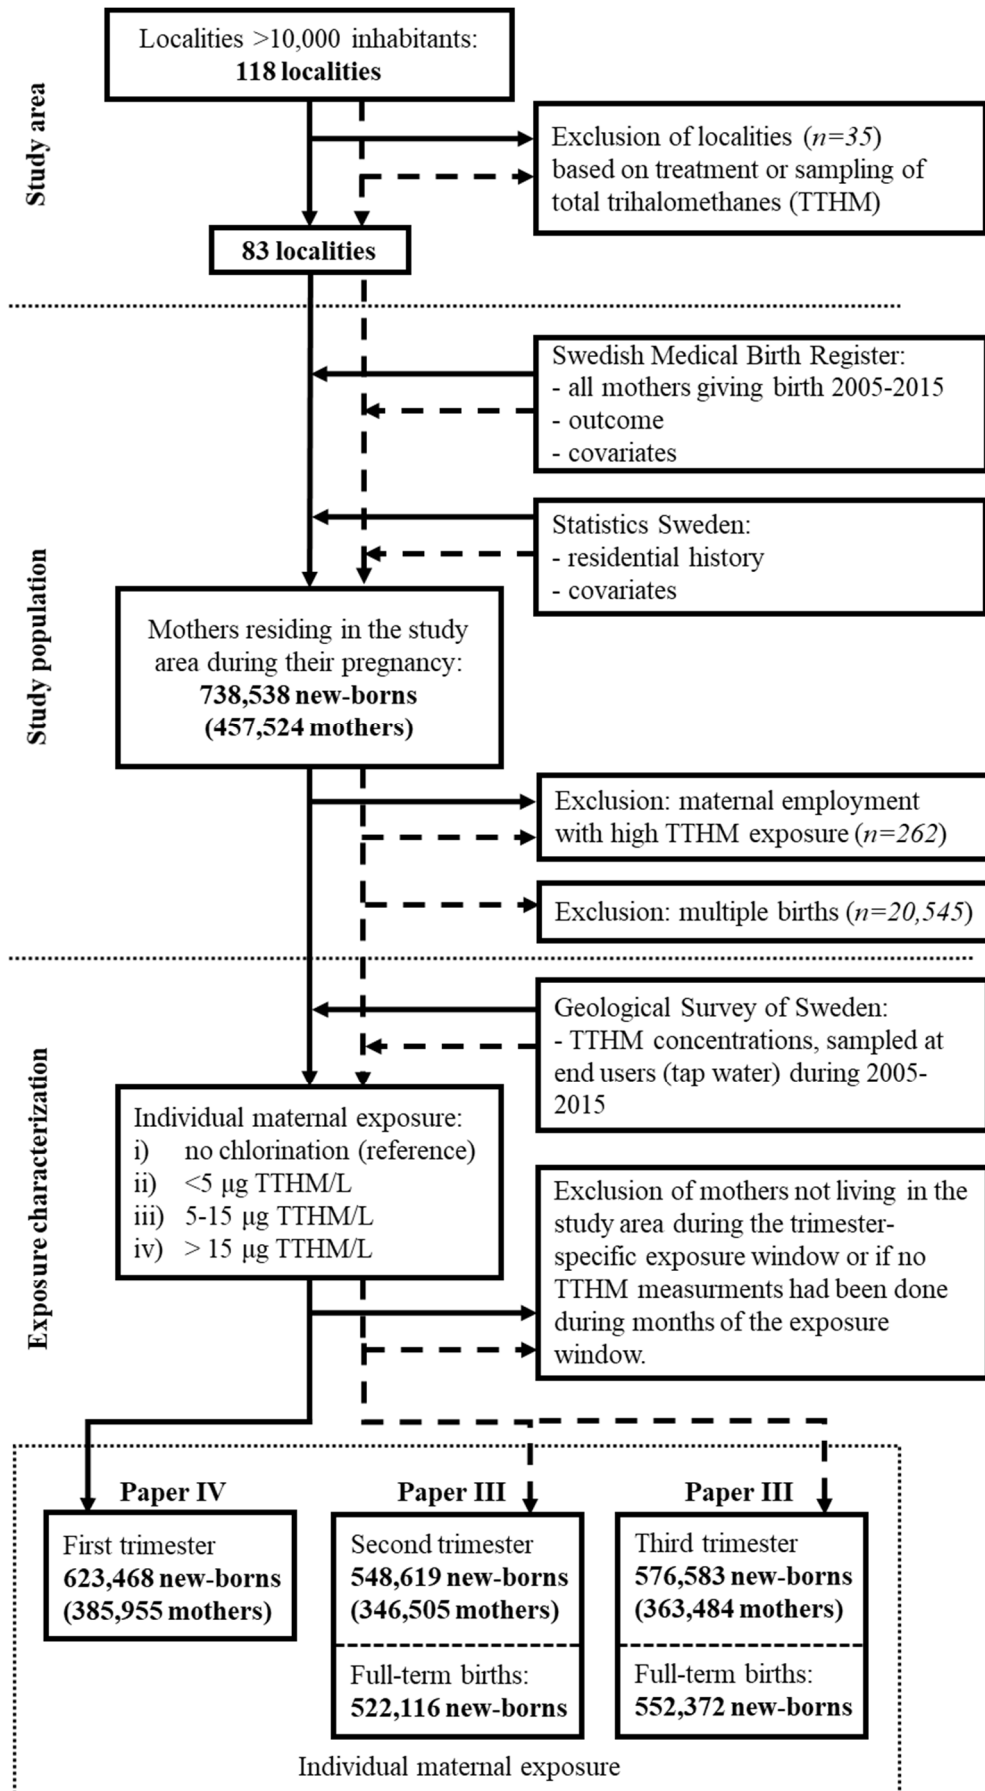 Localities >10,000 inhabitants:
118 localities
Study area
Exclusion of localities (n=35)
based on treatment or sampling of
total trihalomethanes (TTHM)
83 localities
Swedish Medical Birth Register:
- all mothers giving birth 2005-2015
- outcome
- covariates
Statistics Sweden:
- residential history
- covariates
Study population
Mothers residing in the study
area during their pregnancy:
738,538 new-borns
(457,524 mothers)
Exclusion: maternal employment
with high TTHM exposure (n=262)
Exclusion: multiple births (n=20,545)
Geological Survey of Sweden:
- TTHM concentrations, sampled at
end users (tap water) during 2005-
2015
Exposure characterization
Individual maternal exposure:
i) no chlorination (reference)
ii) <5 μg TTHM/L
iii) 5-15 μg TTHM/L
iv) > 15 μg TTHM/L
Exclusion of mothers not living in the
study area during the trimester-
specific exposure window or if no
TTHM measurments had been done
during months of the exposure
window.
Paper IV
First trimester
623,468 new-borns
(385,955 mothers)
Paper III
Second trimester
548,619 new-borns
(346,505 mothers)
Full-term births:
522,116 new-borns
Paper III
Third trimester
576,583 new-borns
(363,484 mothers)
Full-term births:
552,372 new-borns
Individual maternal exposure